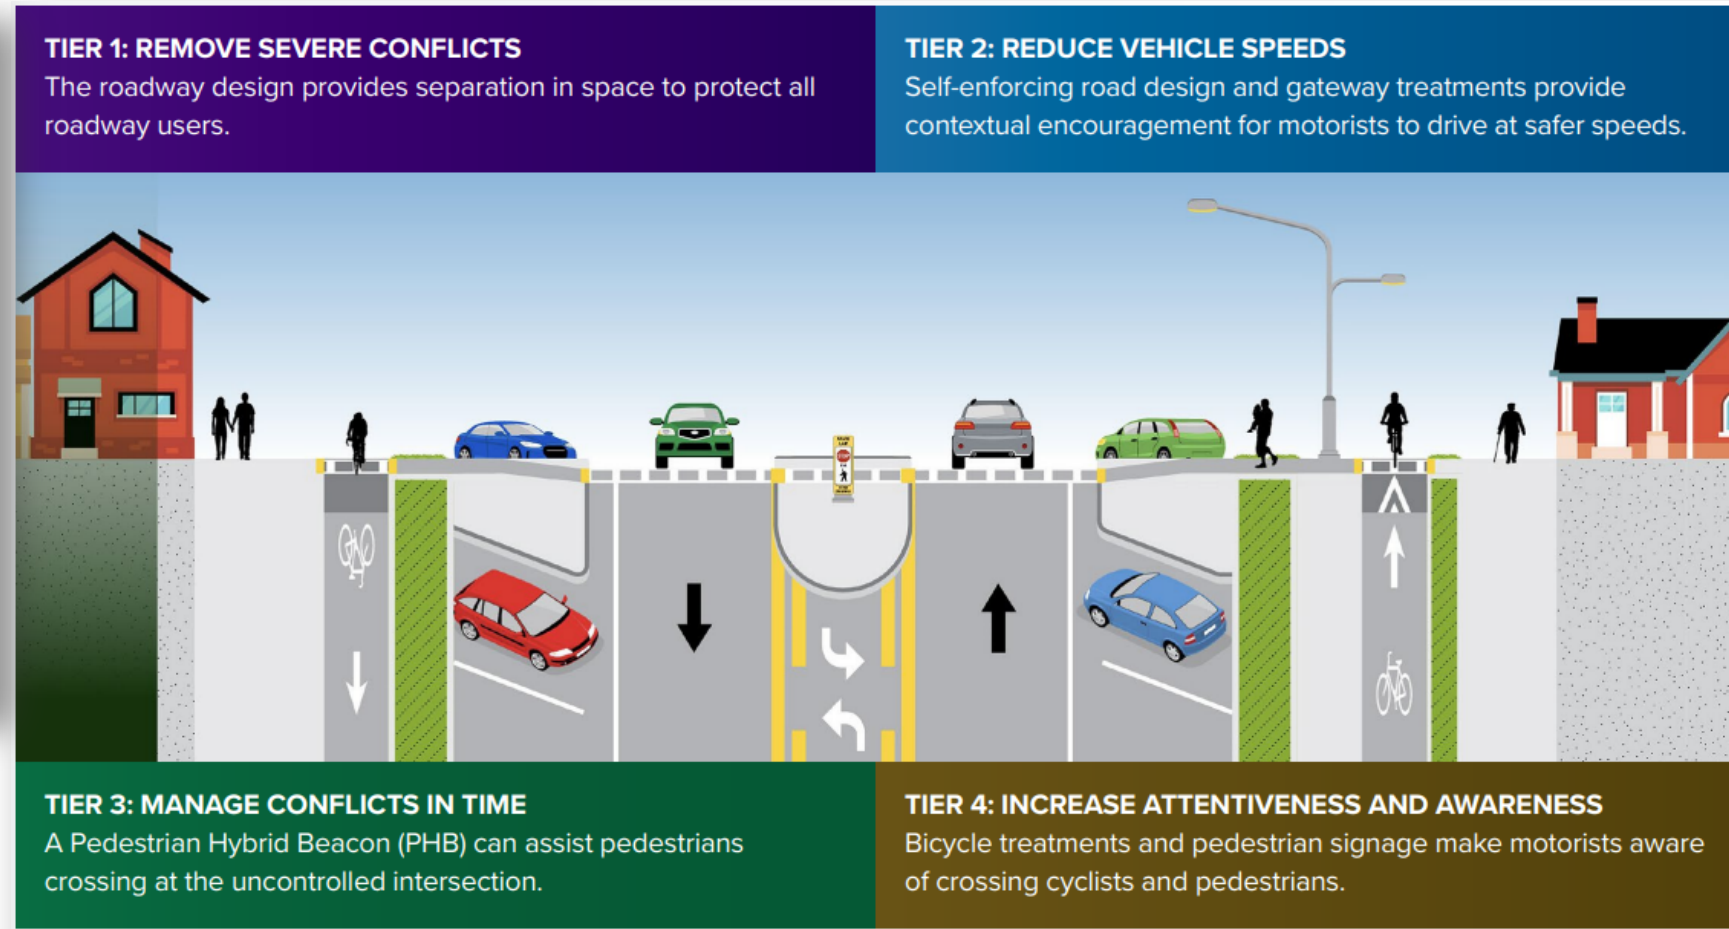 TIER 1: REMOVE SEVERE CONFLICTS
The roadway design provides separation in space to protect all
roadway users.
TIER 2: REDUCE VEHICLE SPEEDS
Self-enforcing road design and gateway treatments provide
contextual encouragement for motorists to drive at safer speeds.
STOP
TIER 3: MANAGE CONFLICTS IN TIME
A Pedestrian Hybrid Beacon (PHB) can assist pedestrians
crossing at the uncontrolled intersection.
TIER 4: INCREASE ATTENTIVENESS AND AWARENESS
Bicycle treatments and pedestrian signage make motorists aware
of crossing cyclists and pedestrians.